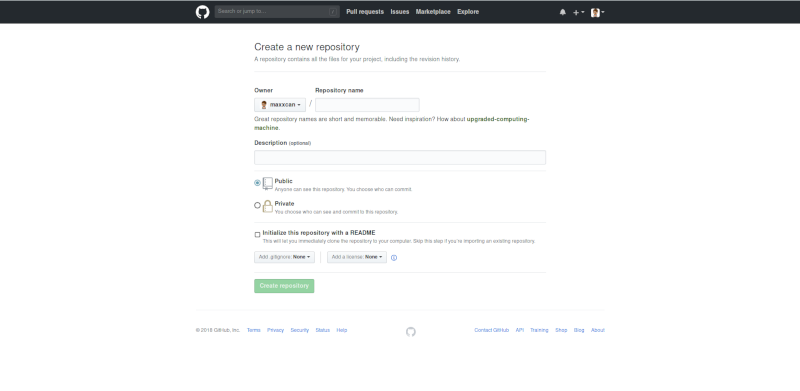 Search or jump to... /
Pull requests Issues Marketplace Explore
Create a new repository
A repository contains all the files for your project, including the revision history.
Owner Repository name
maxxcan /
Great repository names are short and memorable. Need inspiration? How about upgraded-computing-
machine.
Description (optional)
Public
Anyone can see this repository. You choose who can commit.
Private
You choose who can see and commit to this repository.
Initialize this repository with a README
This will let you immediately clone the repository to your computer. Skip this step if you're importing an existing repository.
Add .gitignore: None Add a license: None
Create repository
© 2018 GitHub, Inc. Terms Privacy Security Status Help Contact GitHub API Training Shop Blog About